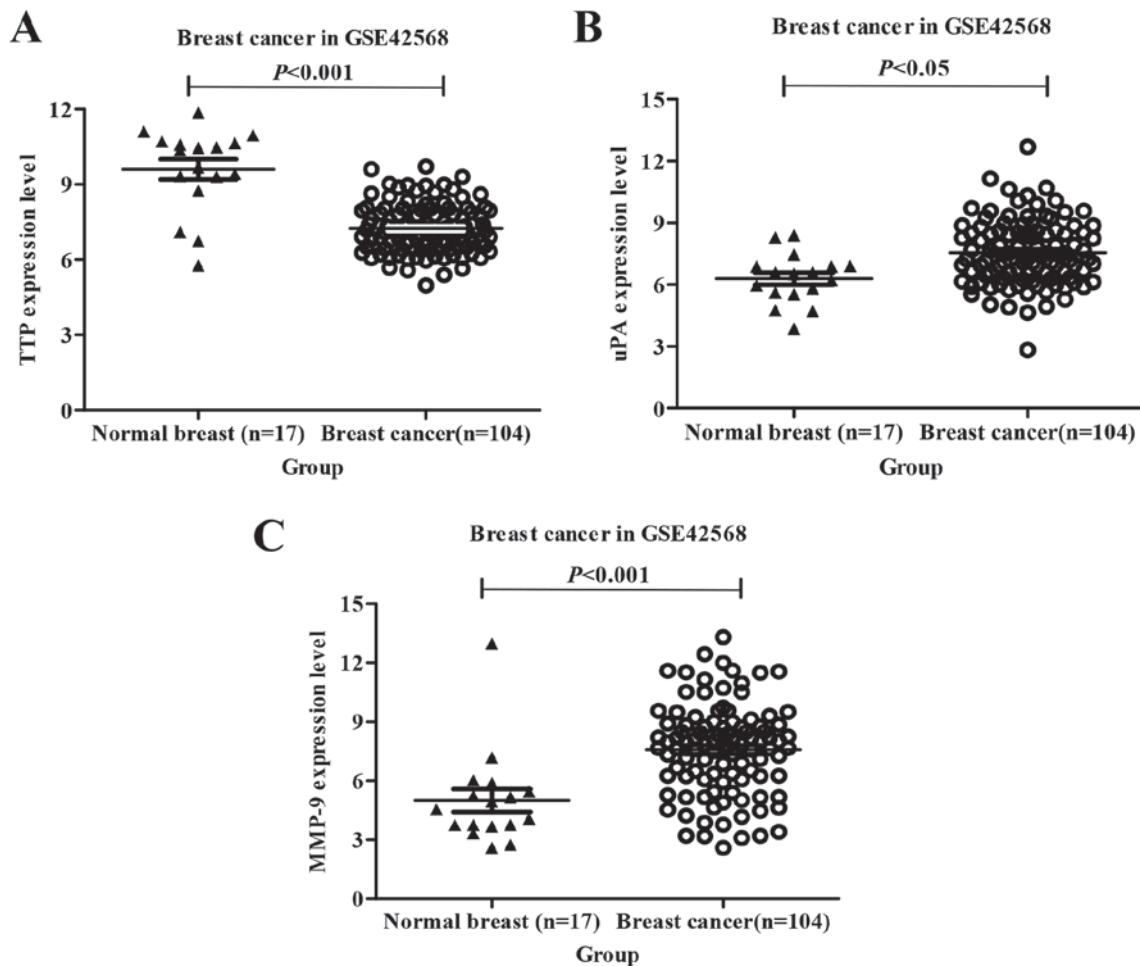 A
Breast cancer in GSE42568
P<0.001
12
9
6
3
0
TTP expression level
Normal breast (n=17)
Breast cancer(n=104)
Group
B
Breast cancer in GSE42568
P<0.05
15
12
9
6
3
0
uPA expression level
Normal breast (n=17)
Breast cancer(n=104)
Group
C
Breast cancer in GSE42568
P<0.001
15
12
9
6
3
0
MMP-9 expression level
Normal breast (n=17)
Breast cancer(n=104)
Group